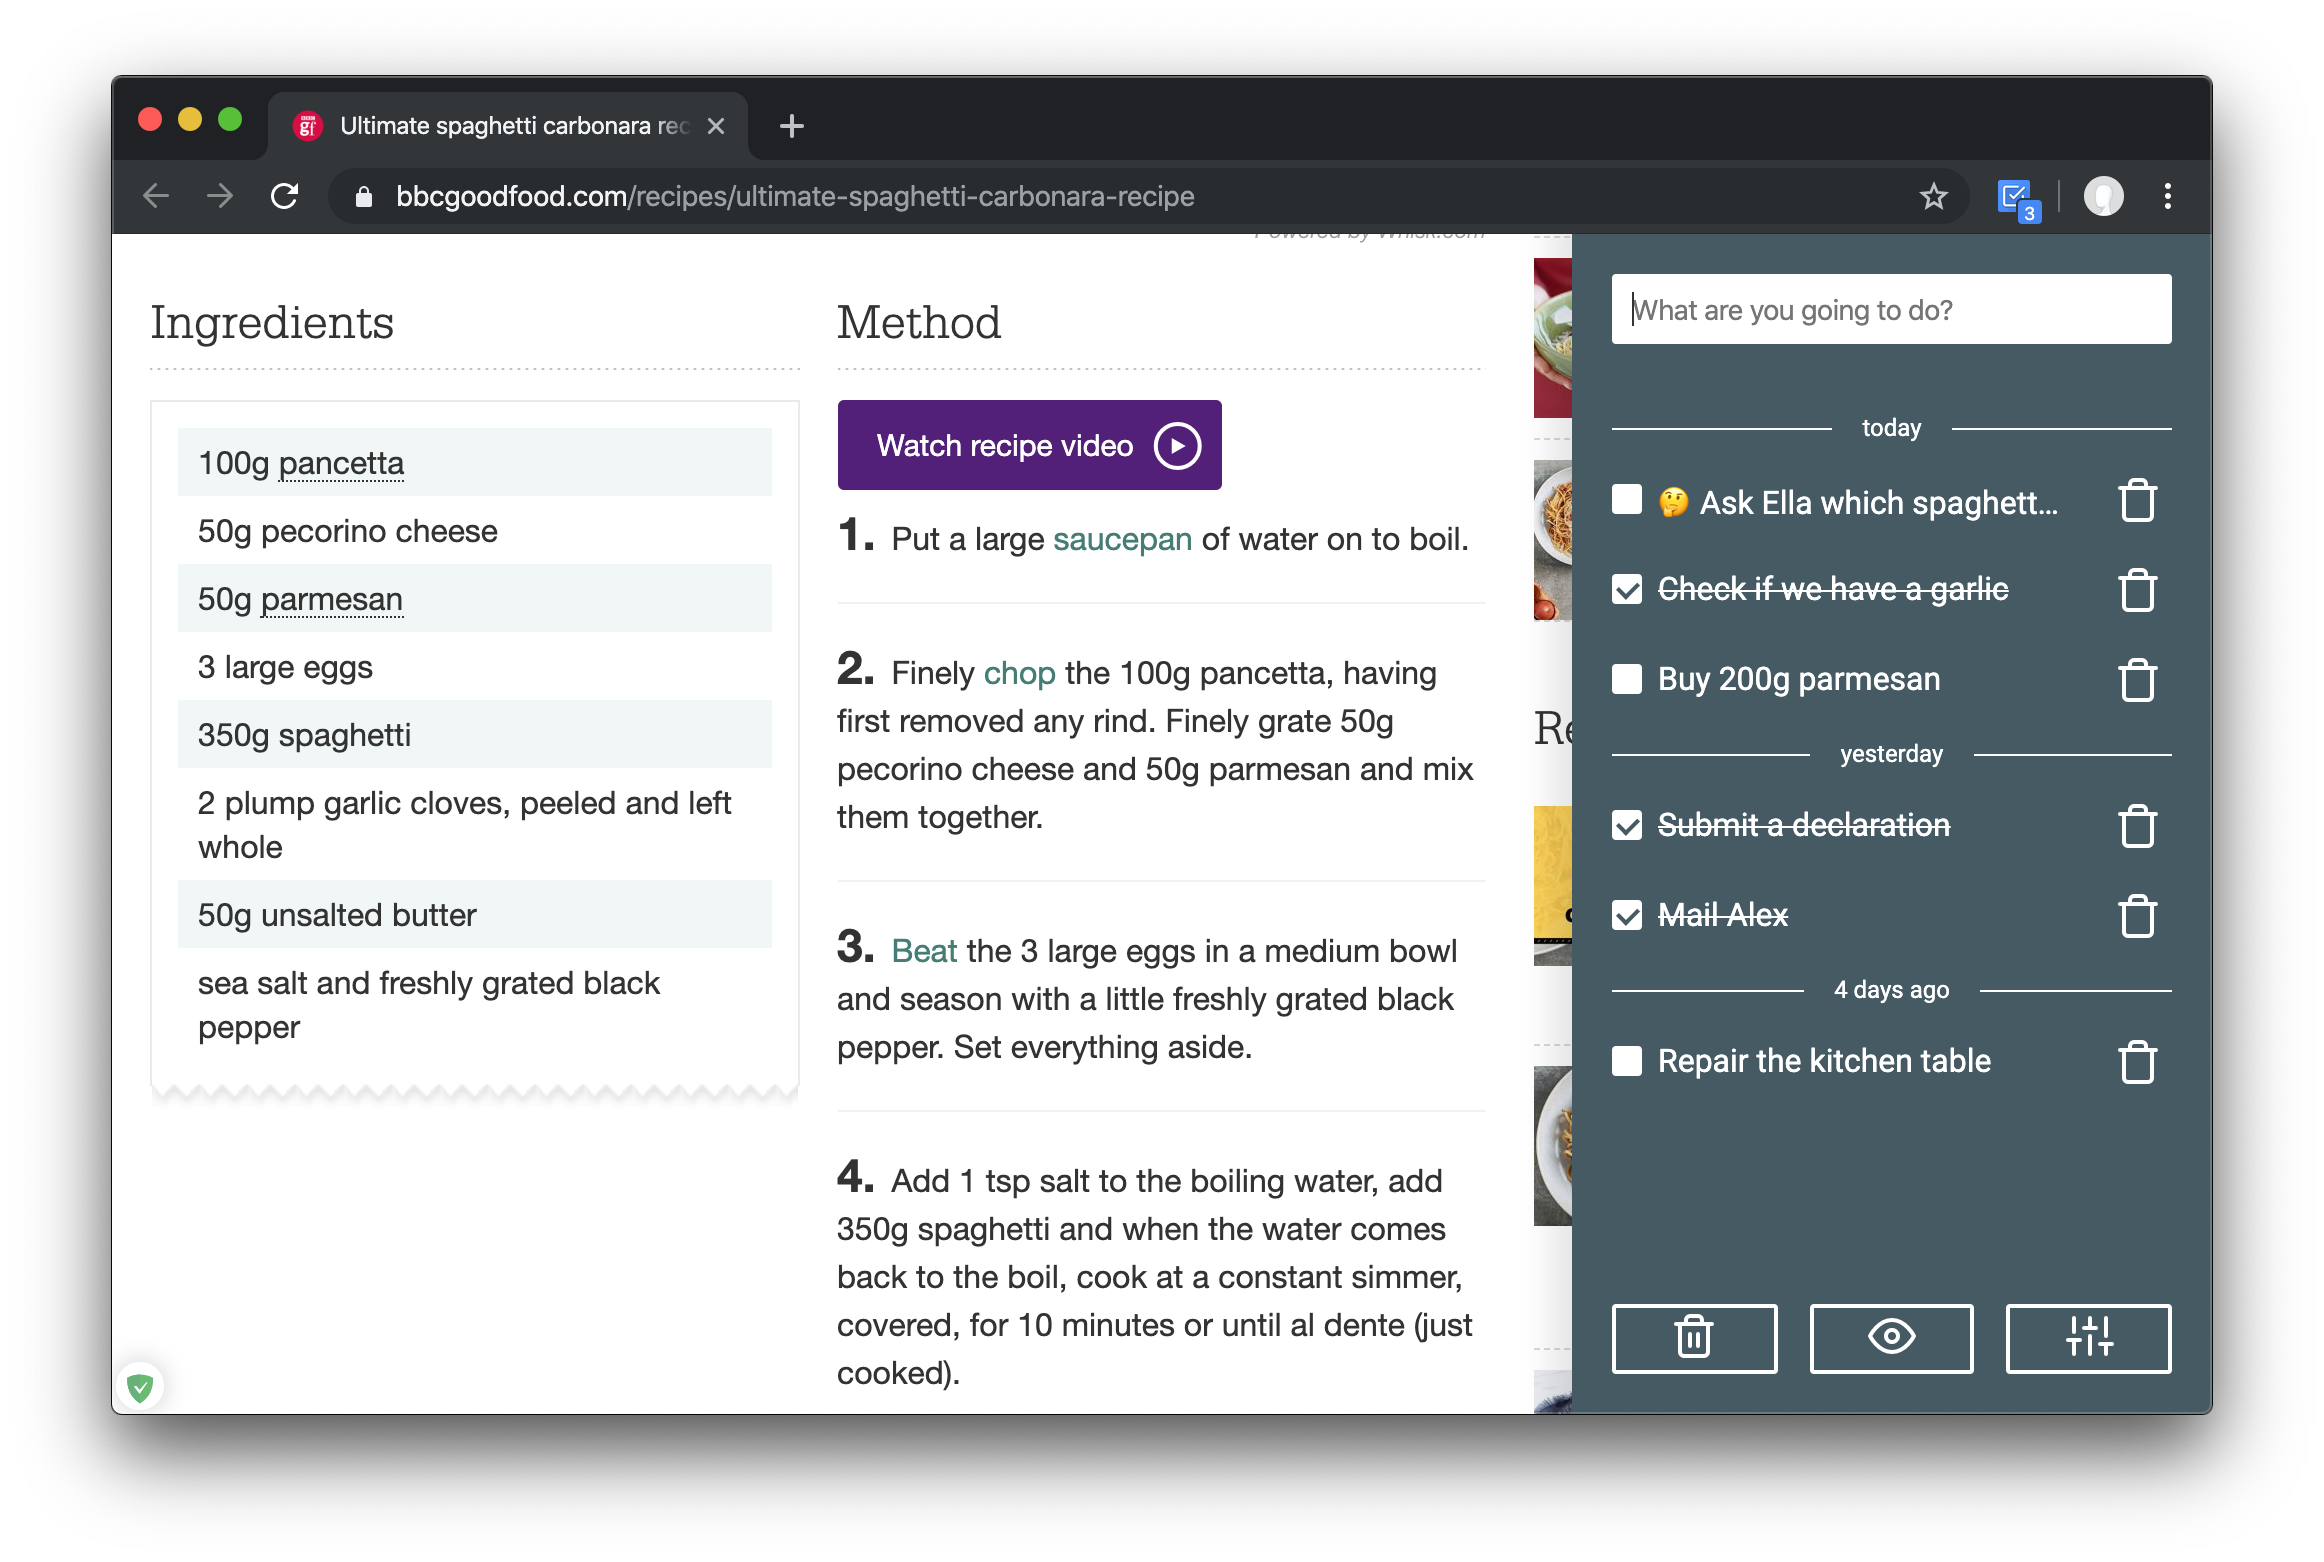 Ultimate spaghetti carbonara rec
bbcgoodfood.com/recipes/ultimate-spaghetti-carbonara-recipe
3
Powered by Whisk.com
Ingredients
100g pancetta
50g pecorino cheese
50g parmesan
3 large eggs
350g spaghetti
2 plump garlic cloves, peeled and left
whole
50g unsalted butter
sea salt and freshly grated black
pepper
Method
Watch recipe video
1. Put a large saucepan of water on to boil.
2. Finely chop the 100g pancetta, having
first removed any rind. Finely grate 50g
pecorino cheese and 50g parmesan and mix
them together.
3. Beat the 3 large eggs in a medium bowl
and season with a little freshly grated black
pepper. Set everything aside.
4. Add 1 tsp salt to the boiling water, add
350g spaghetti and when the water comes
back to the boil, cook at a constant simmer,
covered, for 10 minutes or until al dente (just
cooked).
Re
What are you going to do?
today
🤔 Ask Ella which spaghett...
Check if we have a garlic
Buy 200g parmesan
yesterday
Submit a declaration
Mail Alex
4 days ago
Repair the kitchen table